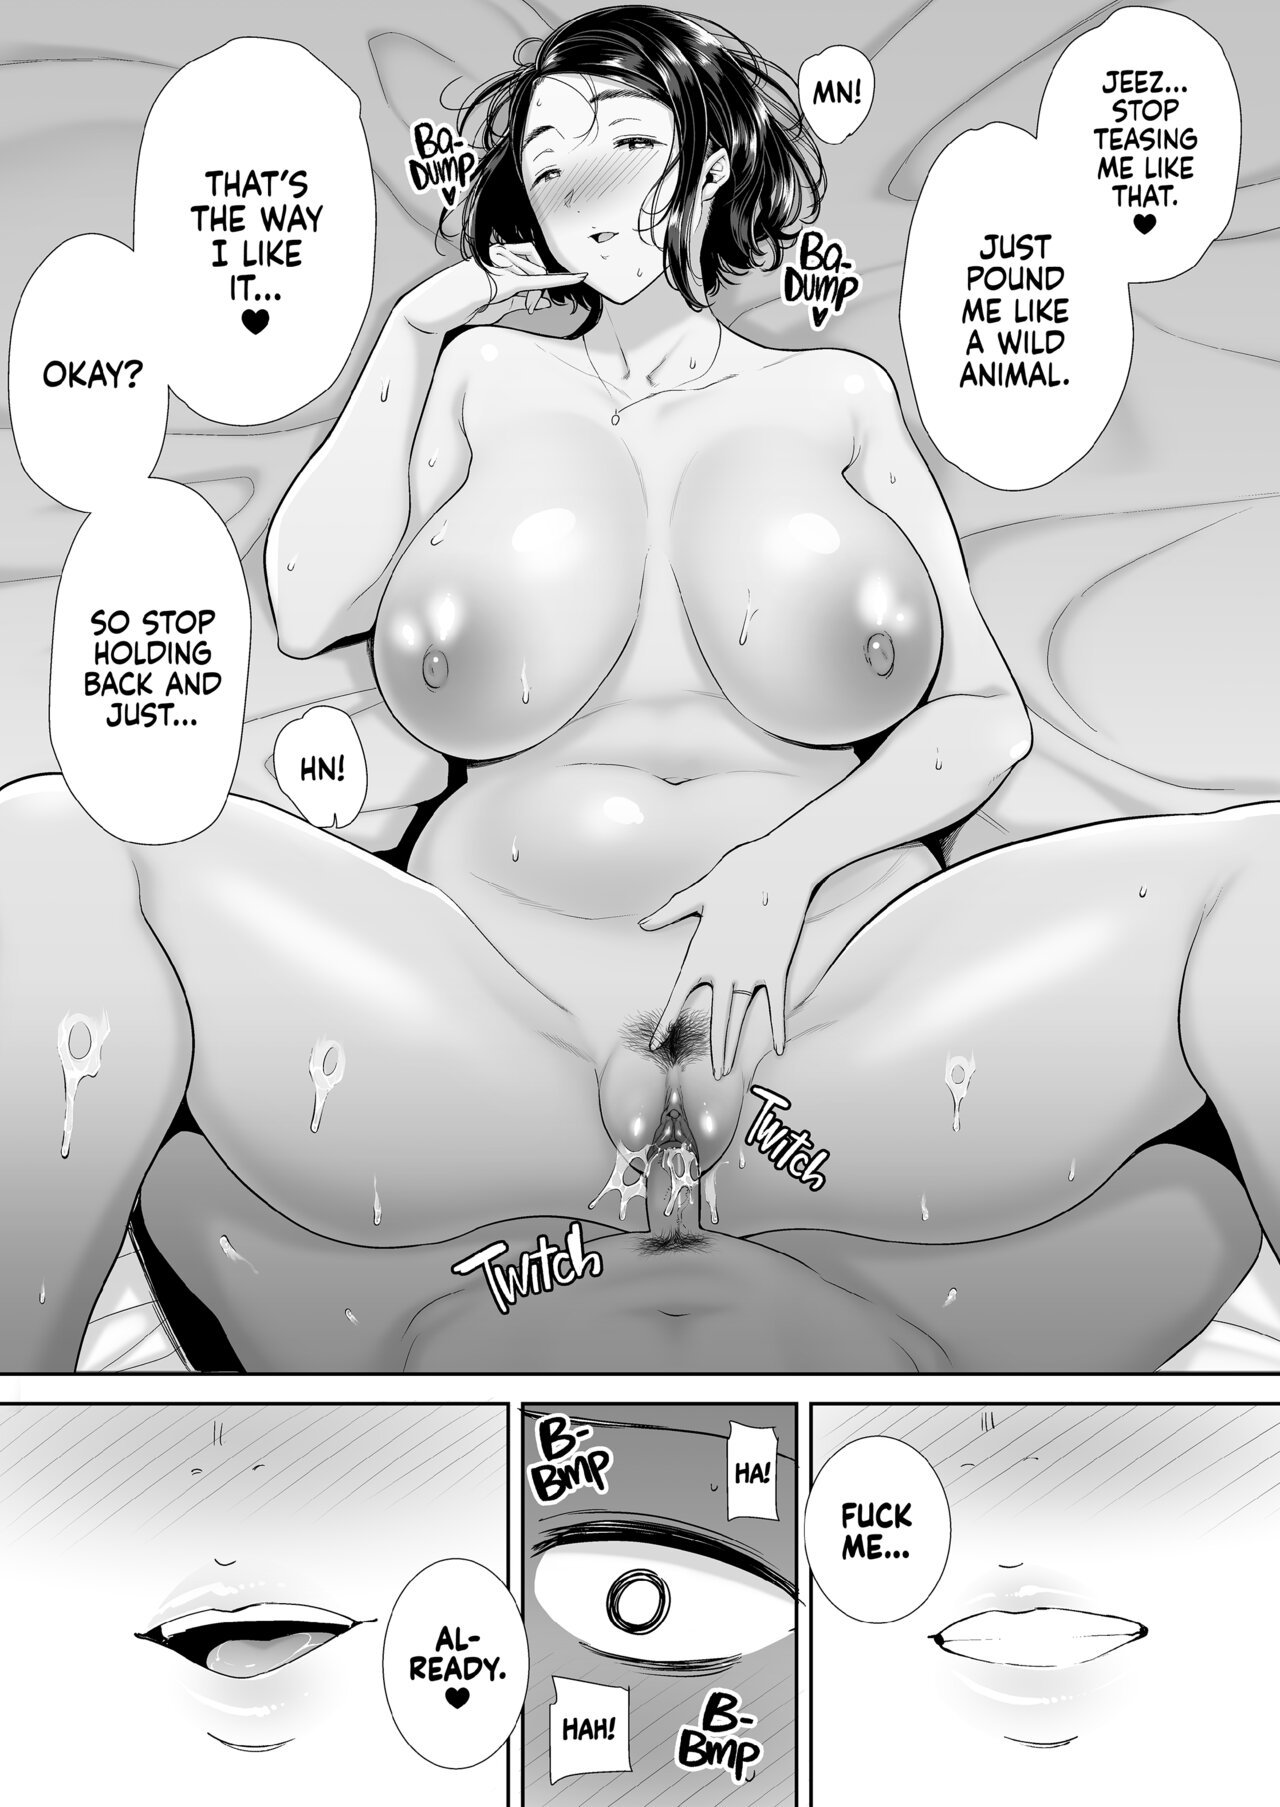 JEEZ...
STOP
TEASING
ME LIKE
THAT.
♥
JUST
POUND
ME LIKE
A WILD
ANIMAL.
MN!
BA-
DUMP
♥
BA-
DUMP
♥
THAT'S
THE WAY
I LIKE
IT...
♥
OKAY?
SO STOP
HOLDING
BACK AND
JUST...
HN!
TWITCH
TWITCH
FUCK
ME...
HA!
B-
BMP
HAH!
B-
BMP
AL-
READY.
♥